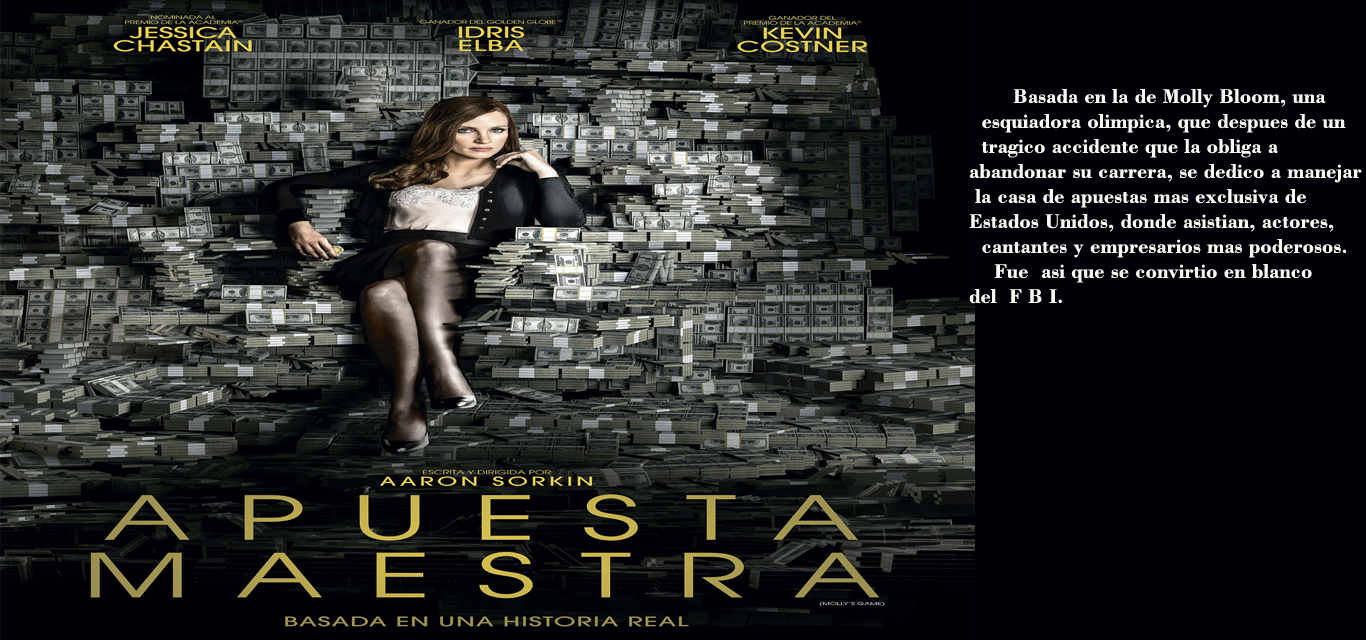 NOMINADA AL
PREMIO DE LA ACADEMIA®
JESSICA
CHASTAIN
GANADOR DEL GOLDEN GLOBE®
IDRIS
ELBA
GANADOR DEL
PREMIO DE LA ACADEMIA®
KEVIN
COSTNER
Basada en la de Molly Bloom, una
esquiadora olimpica, que despues de un
tragico accidente que la obliga a
abandonar su carrera, se dedico a manejar
la casa de apuestas mas exclusiva de
Estados Unidos, donde asistian, actores,
cantantes y empresarios mas poderosos.
Fue asi que se convirtio en blanco
del F B I.
ESCRITA Y DIRIGIDA POR
AARON SORKIN
APUESTA
MAESTRA
(MOLLY'S GAME)
BASADA EN UNA HISTORIA REAL